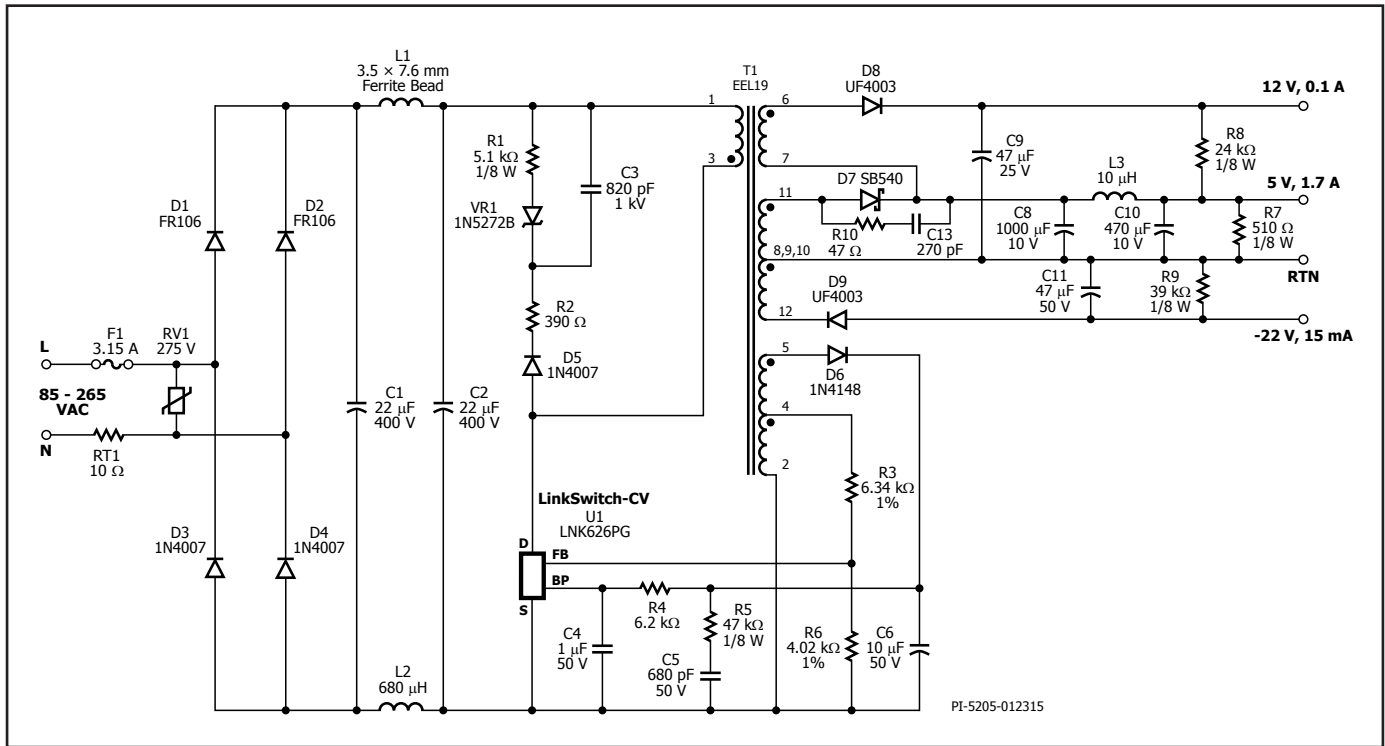 L1
3.5 × 7.6 mm
Ferrite Bead
T1
EEL19
D8
UF4003
12 V, 0.1 A
1
6
R1
5.1 kΩ
1/8 W
C3
820 pF
1 kV
C9
47 µF
25 V
R8
24 kΩ
1/8 W
3
7
L3
10 µH
D7 SB540
11
5 V, 1.7 A
D1
FR106
D2
FR106
VR1
1N5272B
R10
47 Ω
C13
270 pF
C8
1000 µF
10 V
C10
470 µF
10 V
R7
510 Ω
1/8 W
8,9,10
RTN
D9
UF4003
C11
47 µF
50 V
R9
39 kΩ
1/8 W
R2
390 Ω
12
-22 V, 15 mA
F1
3.15 A
RV1
275 V
L
5
D6
1N4148
D5
1N4007
85 - 265
VAC
C1
22 µF
400 V
C2
22 µF
400 V
4
N
RT1
10 Ω
2
R3
6.34 kΩ
1%
LinkSwitch-CV
U1
LNK626PG
D3
1N4007
D4
1N4007
D
FB
BP
S
R4
6.2 kΩ
R5
47 kΩ
1/8 W
C4
1 µF
50 V
C5
680 pF
50 V
R6
4.02 kΩ
1%
C6
10 µF
50 V
L2
680 µH
PI-5205-012315